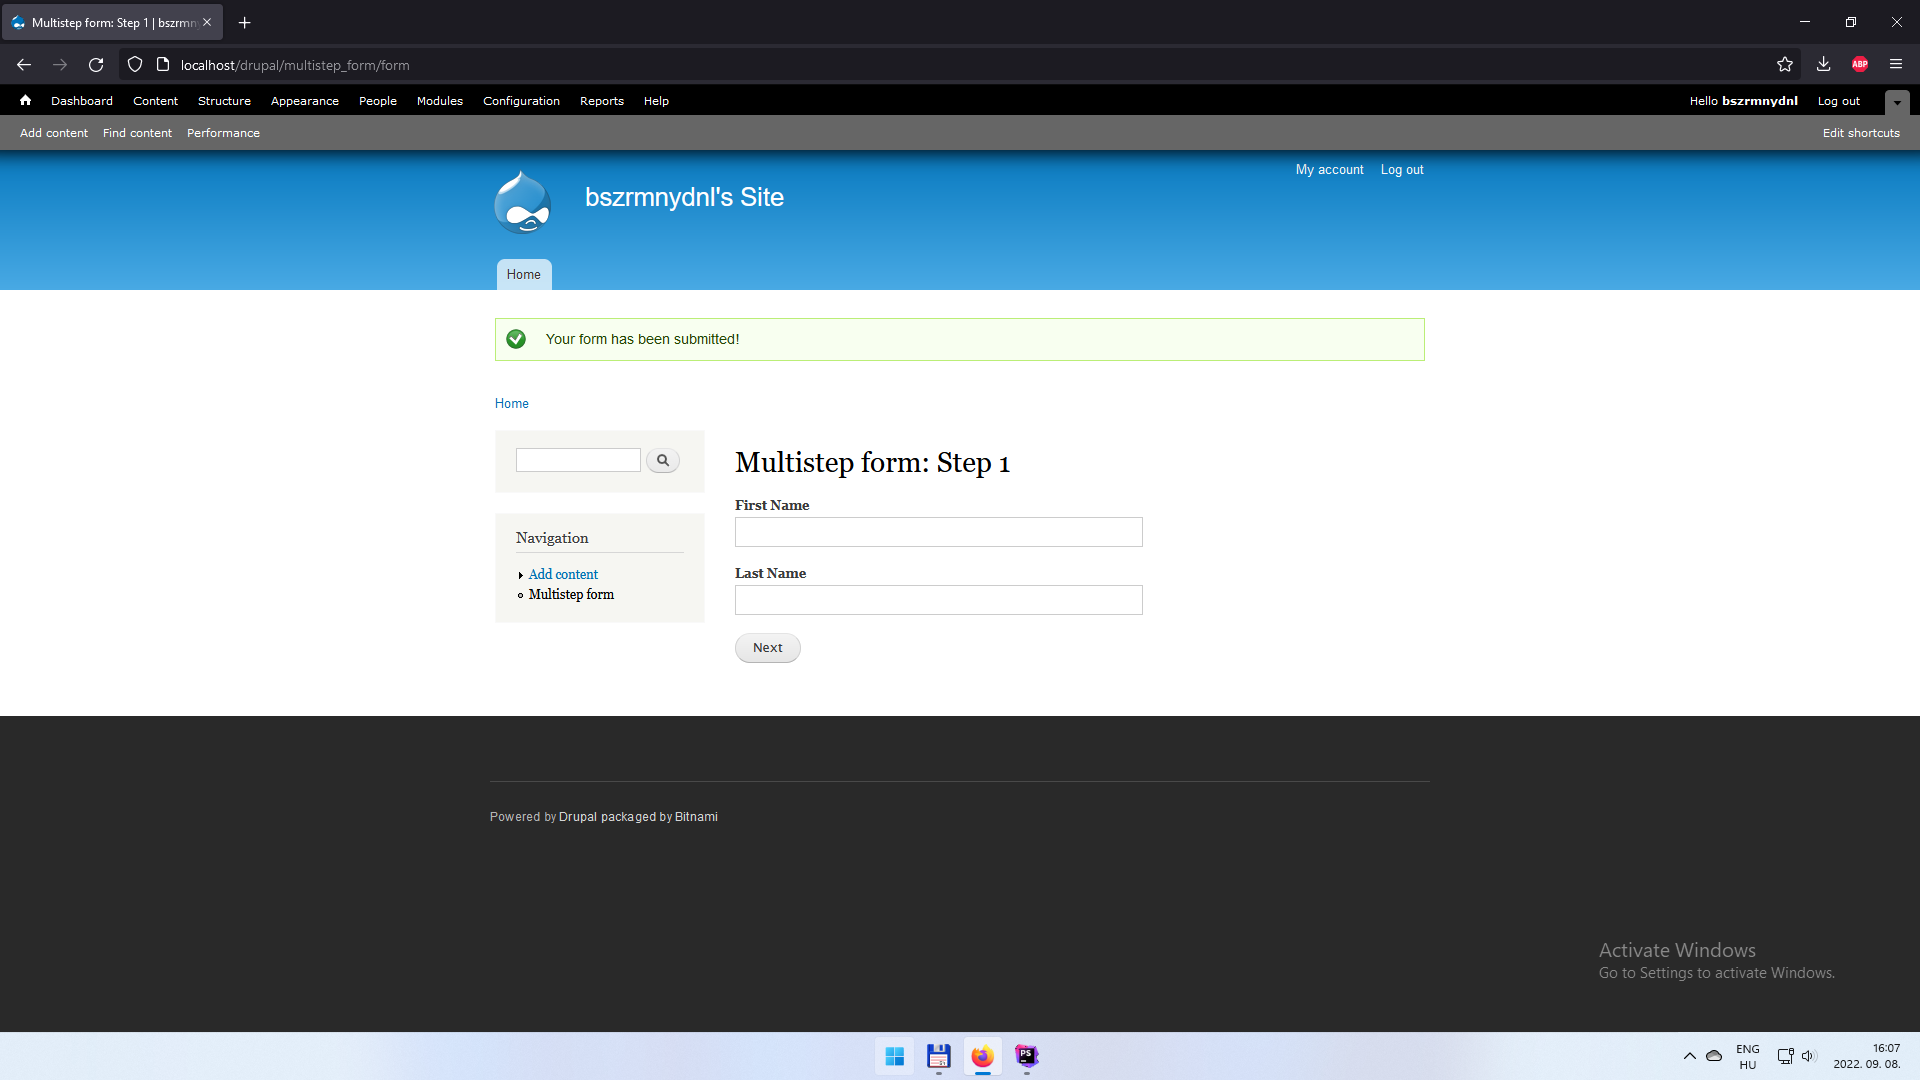 Multistep form: Step 1 | bszrmn
localhost/drupal/multistep_form/form
ABP
Dashboard Content Structure Appearance People Modules Configuration Reports Help
Hello bszrmnydnl Log out
Add content Find content Performance
Edit shortcuts
My account Log out
bszrmnydnl's Site
Home
Your form has been submitted!
Home
Navigation
Add content
Multistep form
Multistep form: Step 1
First Name
Last Name
Next
Powered by Drupal packaged by Bitnami
Activate Windows
Go to Settings to activate Windows.
PS
ENG
HU
16:07
2022. 09. 08.